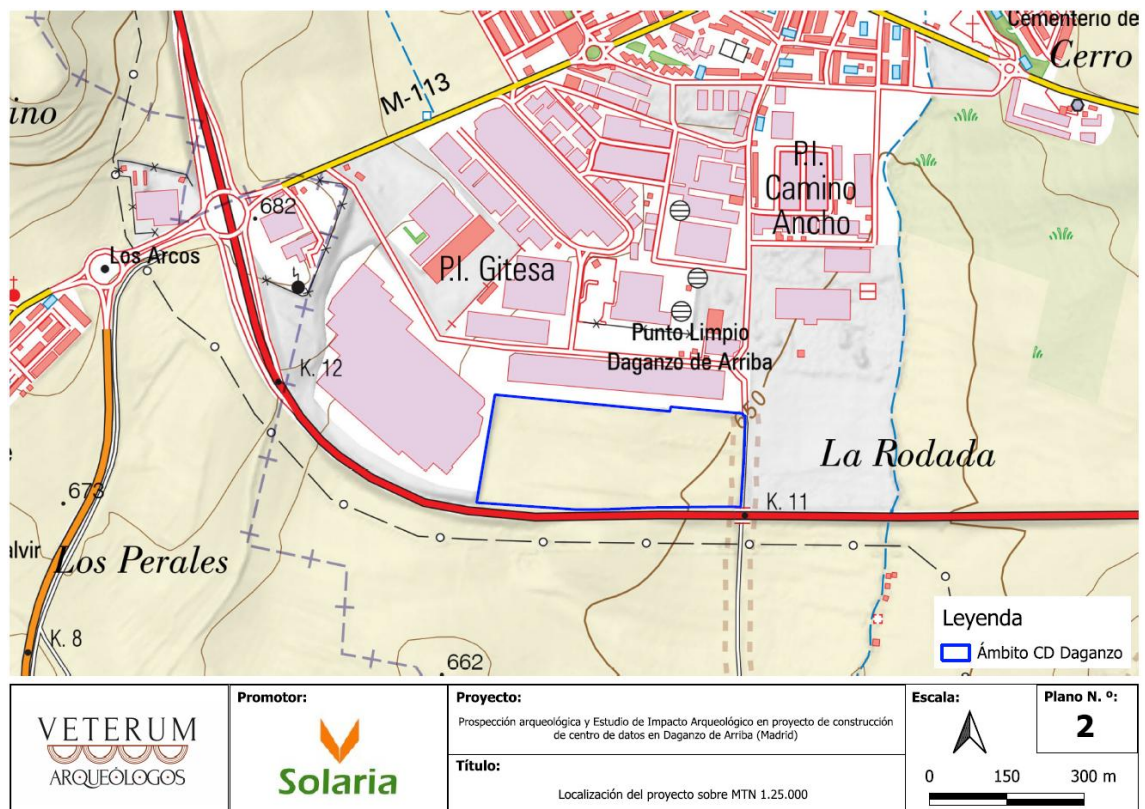 Cementerio de
Cerro
ino
M-113
P.I.
Camino
Ancho
682
Los Arcos
P.I. Gitesa
Punto Limpio
Daganzo de Arriba
K. 12
650
La Rodada
673
K. 11
alvir
Los Perales
K. 8
662
Leyenda
Ámbito CD Daganzo
VETERUM
ARQUEÓLOGOS
Promotor:
Solaria
Proyecto:
Prospección arqueológica y Estudio de Impacto Arqueológico en proyecto de construcción
de centro de datos en Daganzo de Arriba (Madrid)
Título:
Localización del proyecto sobre MTN 1.25.000
Escala:
0 150 300 m
Plano N. º:
2